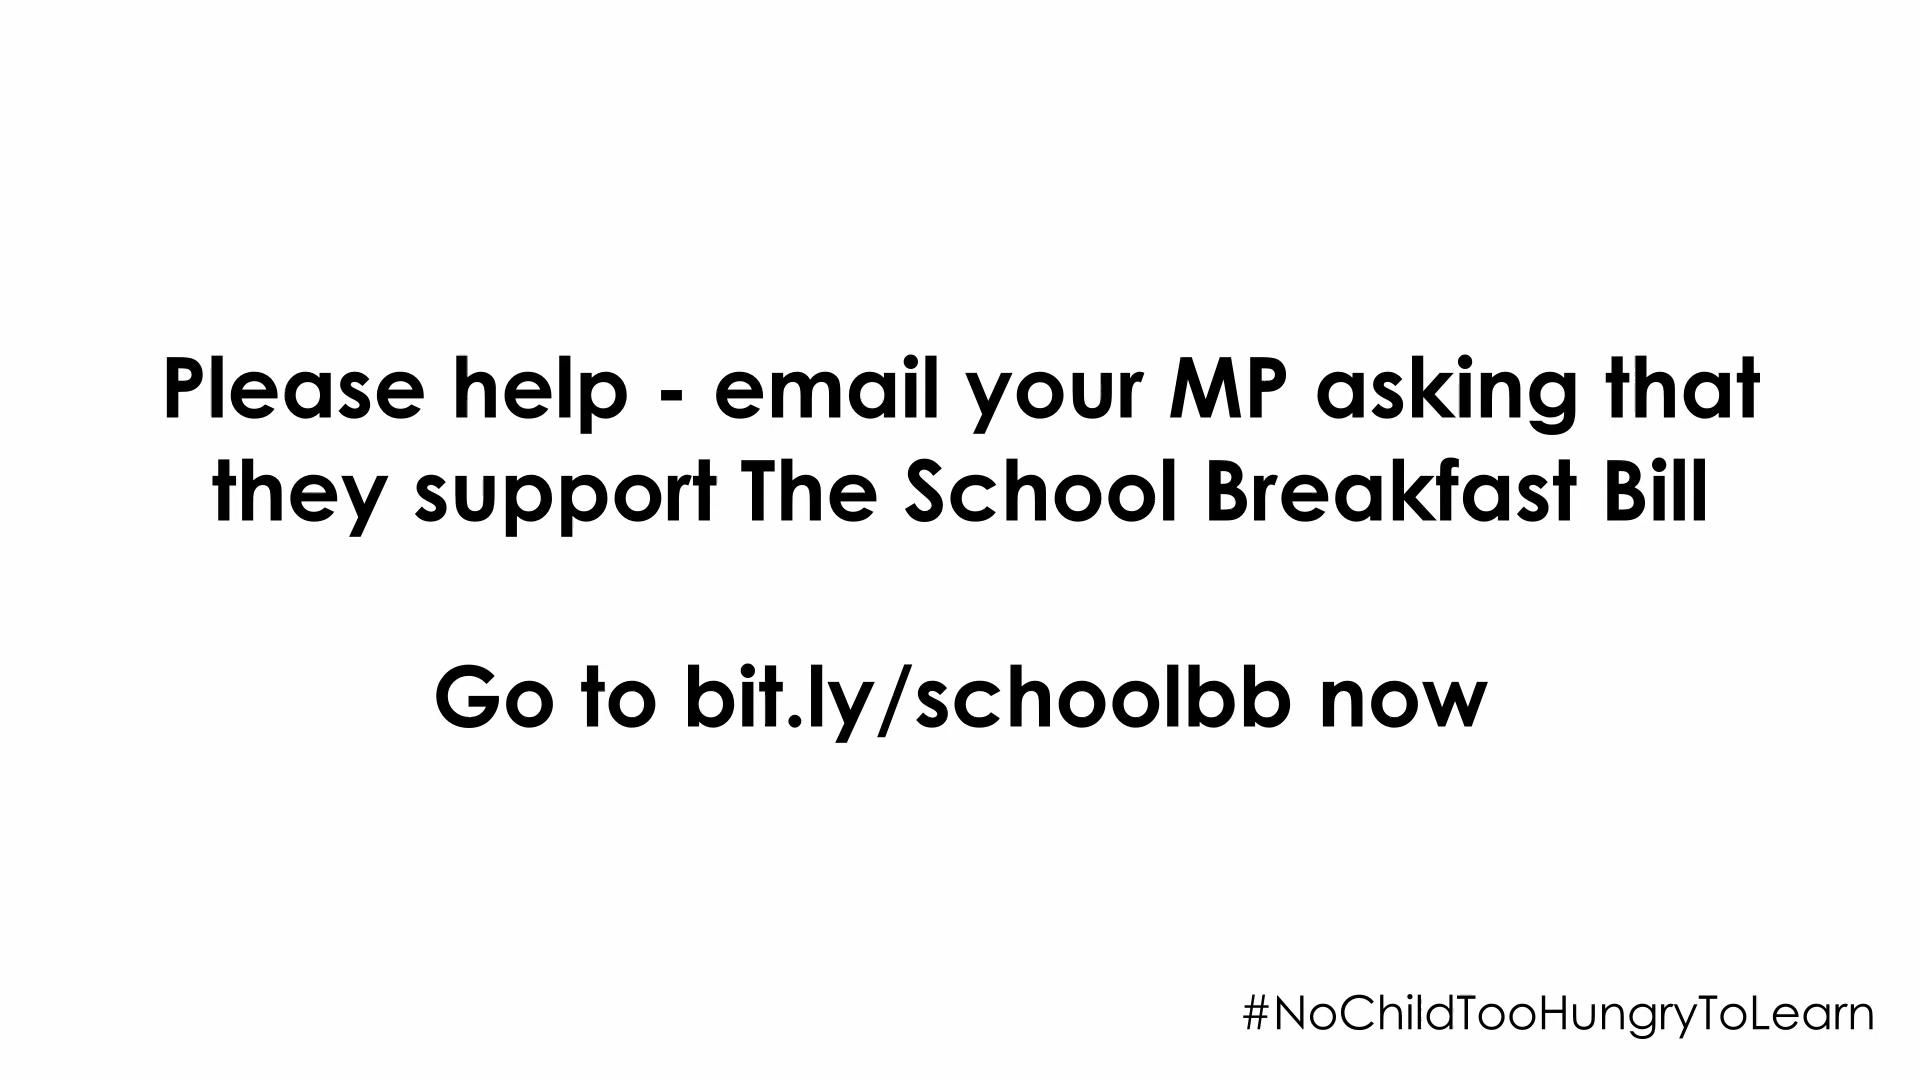 Please help - email your MP asking that
they support The School Breakfast Bill
Go to bit.ly/schoolbb now
#NoChildTooHungryToLearn